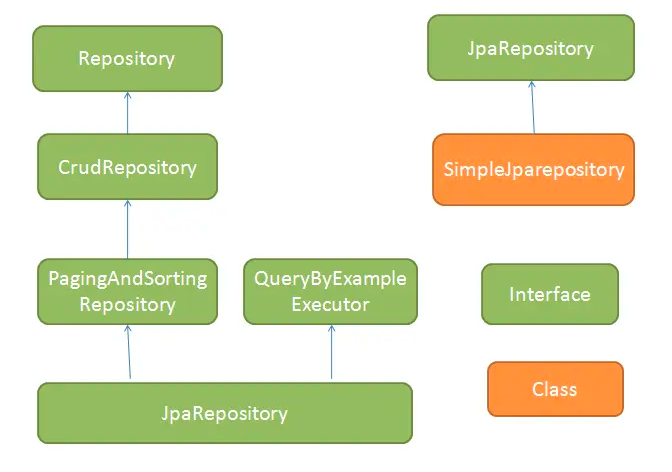 Repository
JpaRepository
CrudRepository
SimpleJparepository
PagingAndSorting
Repository
QueryByExample
Executor
Interface
Class
JpaRepository